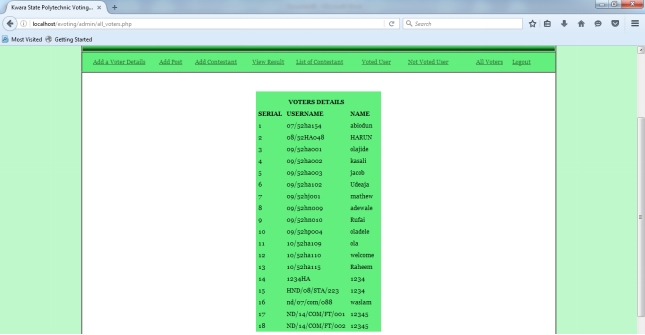 Kwara State Polytechnic Voting...
localhost/evoting/admin/all_voters.php
Search
Most Visited Getting Started
Add a Voter Details Add Post Add Contestant View Result List of Contestant Voted User Not Voted User All Voters Logout
VOTERS DETAILS
SERIAL USERNAME NAME
1 07/52ha154 abiodun
2 08/52HA048 HARUN
3 09/52ha001 olajide
4 09/52ha002 kasali
5 09/52ha003 jacob
6 09/52ha102 Udeaja
7 09/52hj001 mathew
8 09/52hn009 adewale
9 09/52hn010 Rufai
10 09/52hp004 oladele
11 10/52ha109 ola
12 10/52ha110 welcome
13 10/52ha115 Raheem
14 1234HA 1234
15 HND/08/STA/223 1234
16 nd/07/com/088 waslam
17 ND/14/COM/FT/001 12345
18 ND/14/COM/FT/002 12345